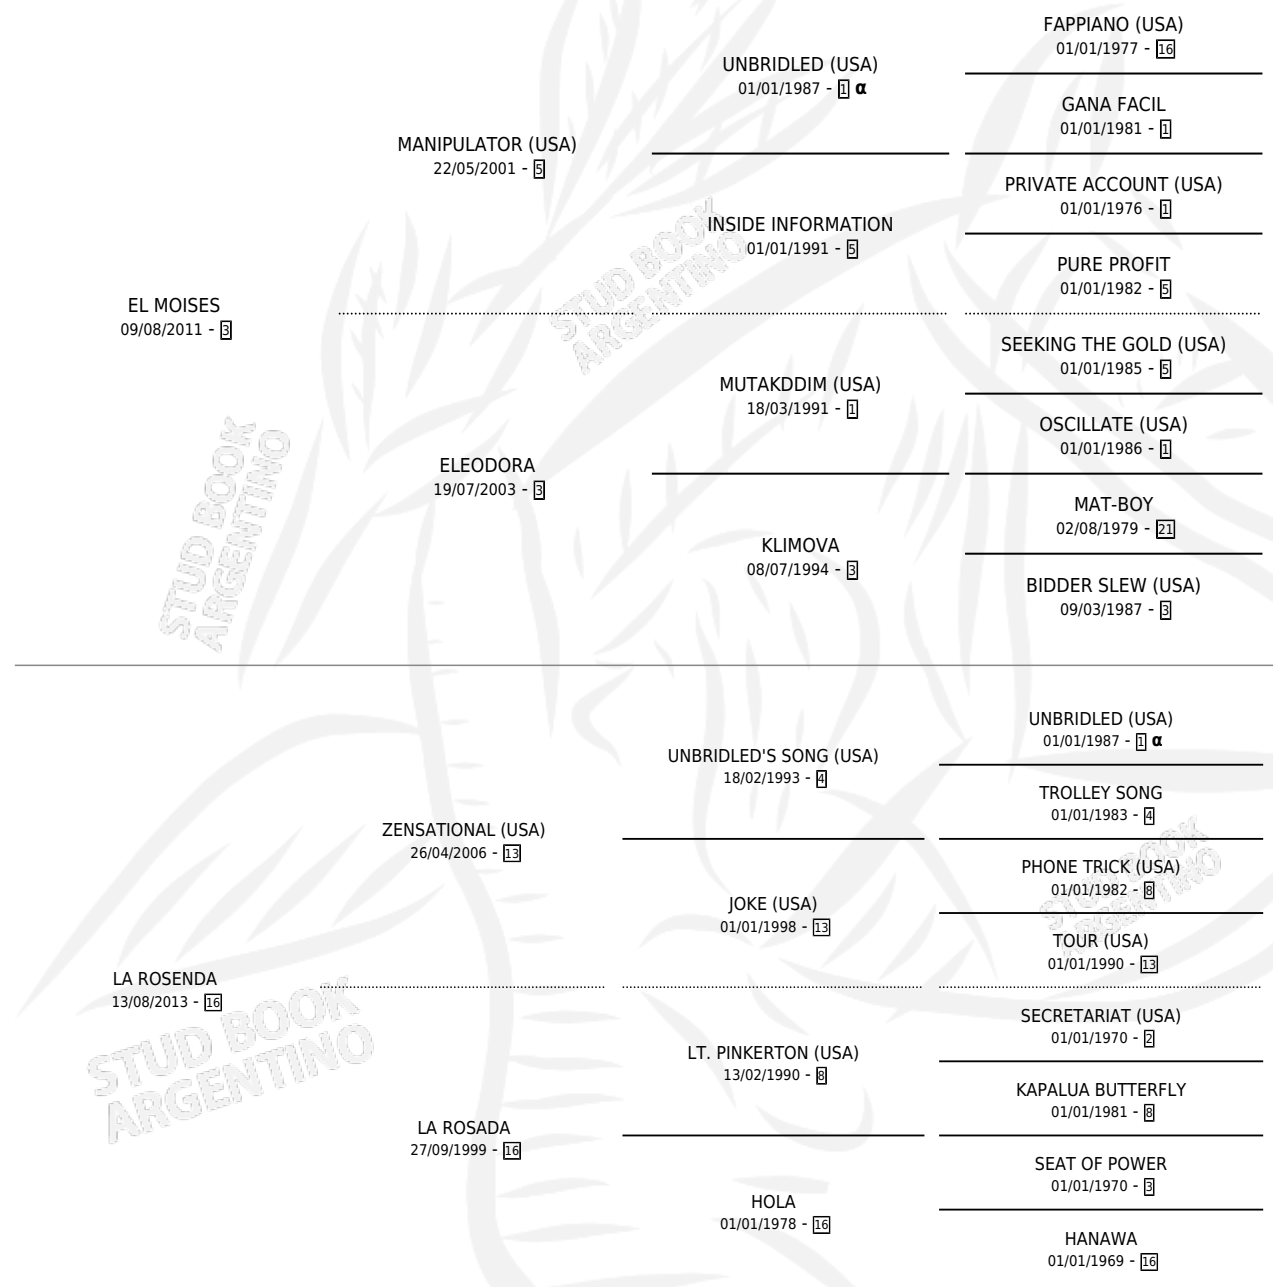 FAPPIANO (USA)
01/01/1977 - 16
UNBRIDLED (USA)
01/01/1987 - 1 α
GANA FACIL
01/01/1981 - 1
MANIPULATOR (USA)
22/05/2001 - 5
PRIVATE ACCOUNT (USA)
01/01/1976 - 1
INSIDE INFORMATION
01/01/1991 - 5
PURE PROFIT
01/01/1982 - 5
EL MOISES
09/08/2011 - 3
SEEKING THE GOLD (USA)
01/01/1985 - 5
MUTAKDDIM (USA)
18/03/1991 - 1
OSCILLATE (USA)
01/01/1986 - 1
ELEODORA
19/07/2003 - 3
MAT-BOY
02/08/1979 - 21
KLIMOVA
08/07/1994 - 3
BIDDER SLEW (USA)
09/03/1987 - 3
UNBRIDLED (USA)
01/01/1987 - 1 α
UNBRIDLED'S SONG (USA)
18/02/1993 - 4
TROLLEY SONG
01/01/1983 - 4
ZENSATIONAL (USA)
26/04/2006 - 13
PHONE TRICK (USA)
01/01/1982 - 8
JOKE (USA)
01/01/1998 - 13
TOUR (USA)
01/01/1990 - 13
LA ROSENDA
13/08/2013 - 16
SECRETARIAT (USA)
01/01/1970 - 2
LT. PINKERTON (USA)
13/02/1990 - 8
KAPALUA BUTTERFLY
01/01/1981 - 8
LA ROSADA
27/09/1999 - 16
SEAT OF POWER
01/01/1970 - 3
HOLA
01/01/1978 - 16
HANAWA
01/01/1969 - 16
STUD BOOK
ARGENTINO
STUD BOOK
ARGENTINO
STUD BOOK
ARGENTINO
STUD BOOK
ARGENTINO